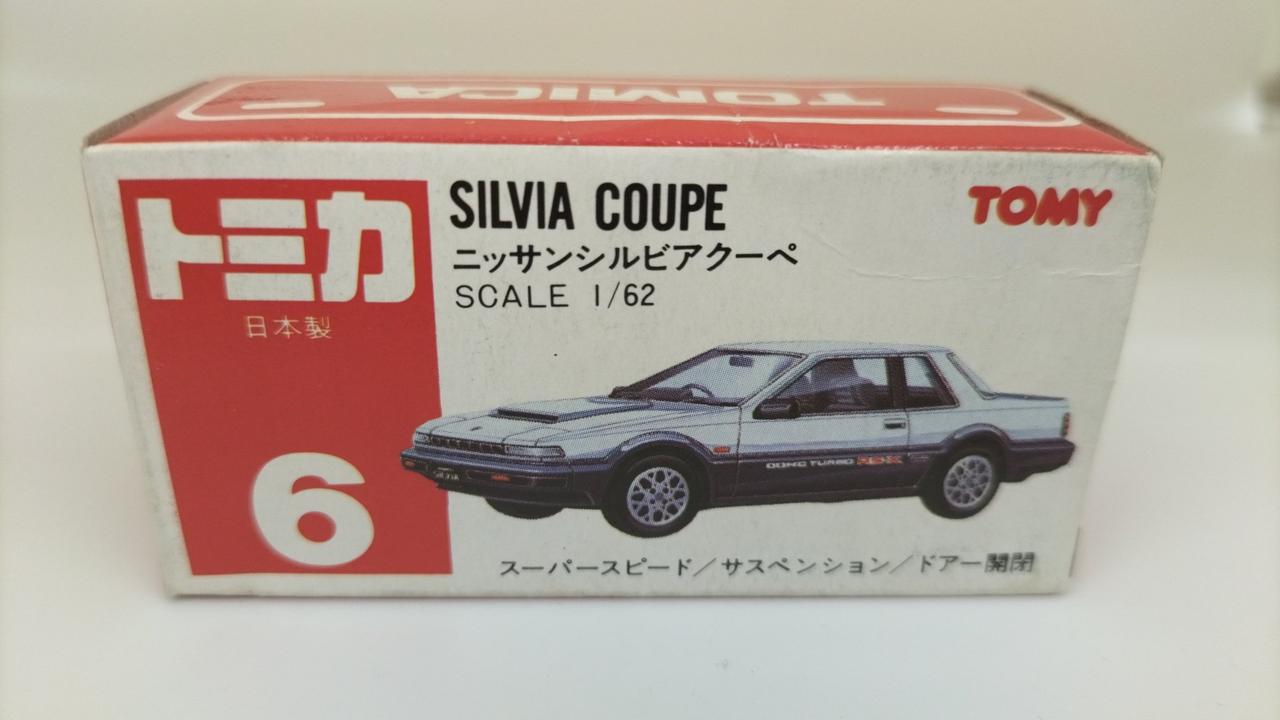 TOMICA
トミカ
日本製
6
SILVIA COUPE
ニッサンシルビアクーペ
SCALE 1/62
TOMY
SILVIA
DOHC TURBO RS-X
スーパースピード/サスペンション/ドアー開閉